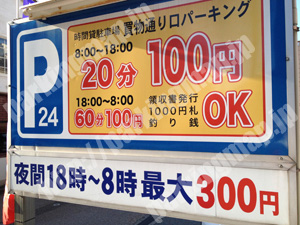 時間貸駐車場 買物通り口パーキング
P
24
8:00~18:00
20分 100円
18:00~8:00
60分 100円
領収書発行
1000円札
釣り銭
OK
夜間18時~8時 最大300円